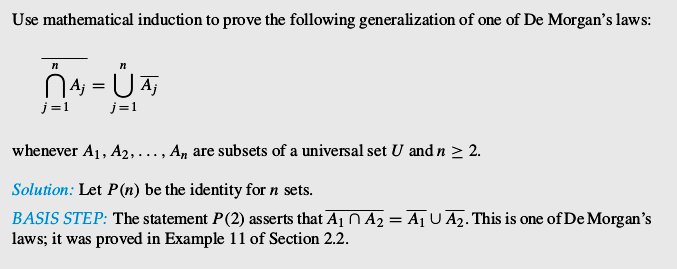 Use mathematical induction to prove the following generalization of one of De Morgan’s laws:
$\overline{\bigcap_{j=1}^{n} A_j} = \bigcup_{j=1}^{n} \overline{A_j}$
whenever $A_1, A_2, \ldots, A_n$ are subsets of a universal set $U$ and $n \geq 2$.
Solution: Let $P(n)$ be the identity for $n$ sets.
BASIS STEP: The statement $P(2)$ asserts that $\overline{A_1 \cap A_2} = \overline{A_1} \cup \overline{A_2}$. This is one of De Morgan’s
laws; it was proved in Example 11 of Section 2.2.